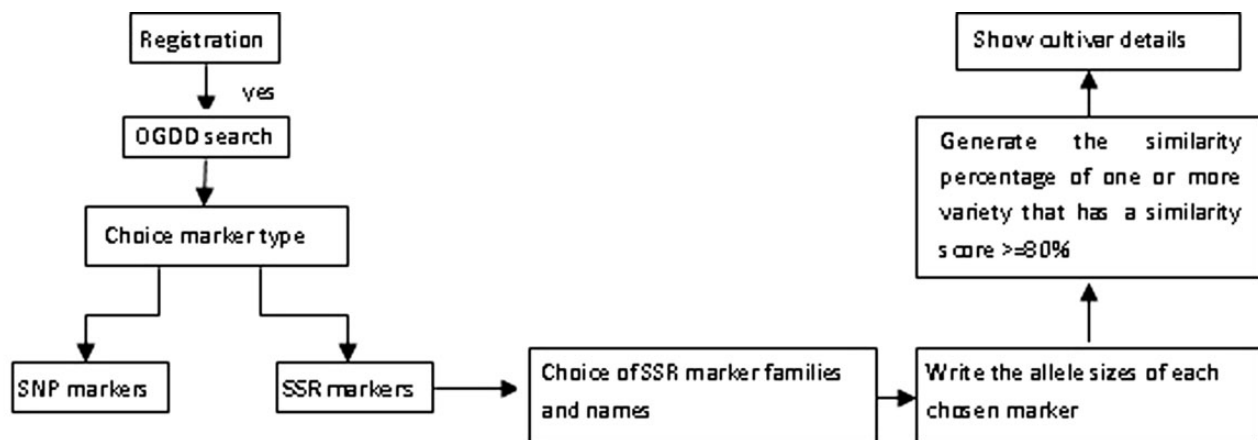 Registration
yes
OGDD search
Choice marker type
SNP markers
SSR markers
Choice of SSR marker families
and names
Write the allele sizes of each
chosen marker
Generate the similarity
percentage of one or more
variety that has a similarity
score >=80%
Show cultivar details